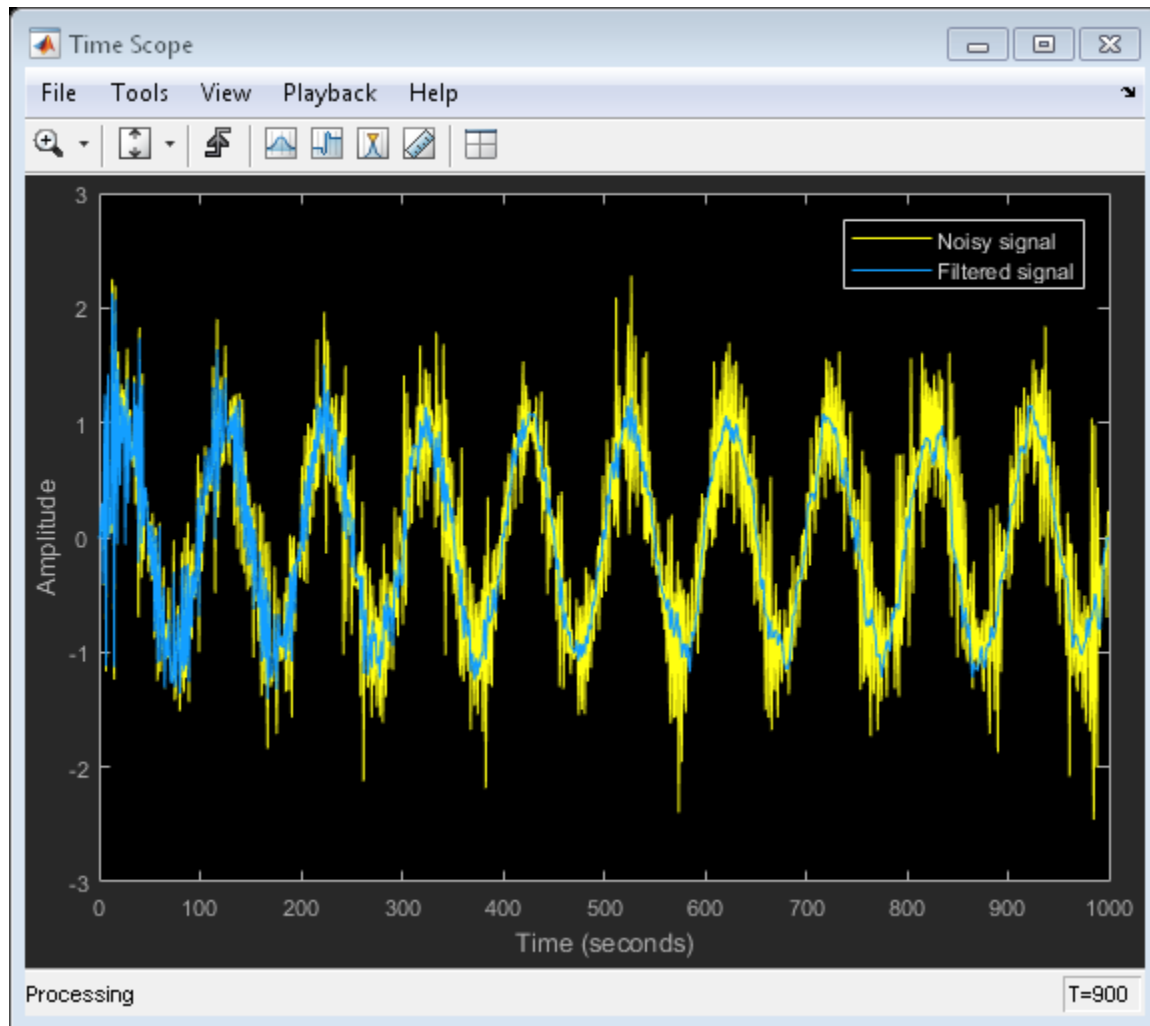 Time Scope
File Tools View Playback Help
3
2
1
0
-1
-2
-3
Amplitude
Noisy signal
Filtered signal
0 100 200 300 400 500 600 700 800 900 1000
Time (seconds)
Processing T=900